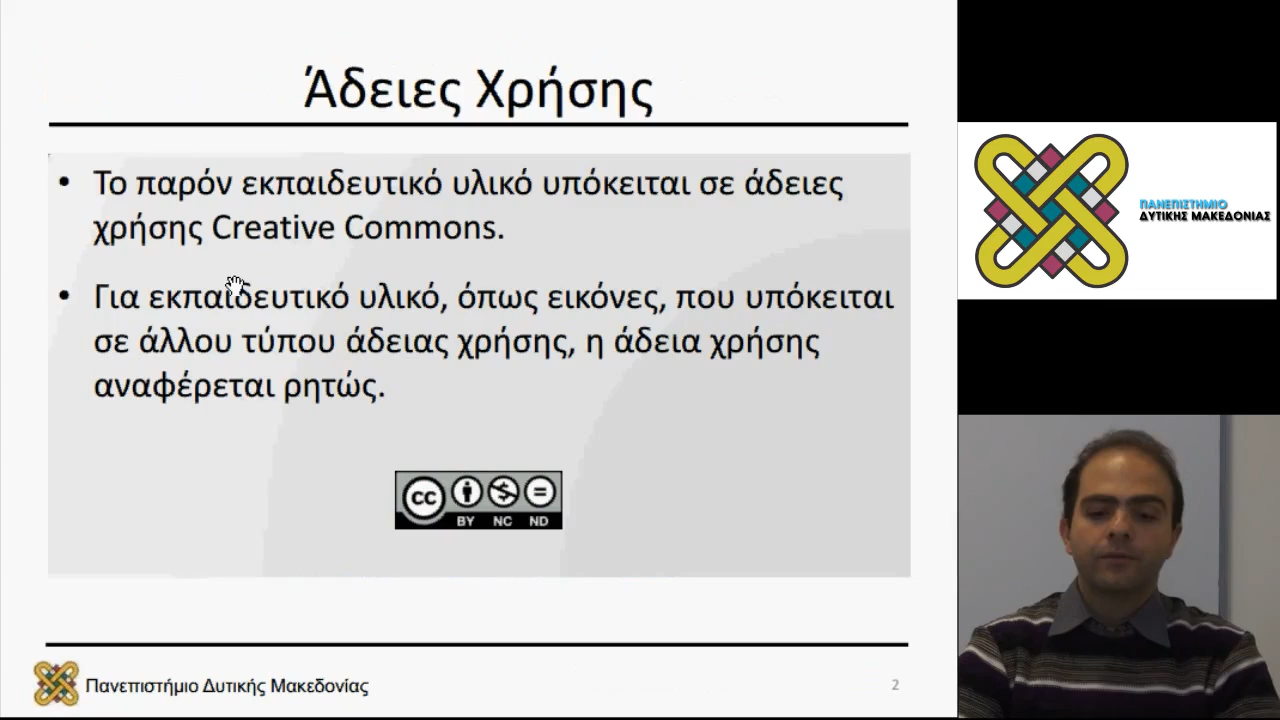 Άδειες Χρήσης
• Το παρόν εκπαιδευτικό υλικό υπόκειται σε άδειες
χρήσης Creative Commons.
• Για εκπαιδευτικό υλικό, όπως εικόνες, που υπόκειται
σε άλλου τύπου άδειας χρήσης, η άδεια χρήσης
αναφέρεται ρητώς.
cc BY NC ND
Πανεπιστήμιο Δυτικής Μακεδονίας
2
ΠΑΝΕΠΙΣΤΗΜΙΟ
ΔΥΤΙΚΗΣ ΜΑΚΕΔΟΝΙΑΣ